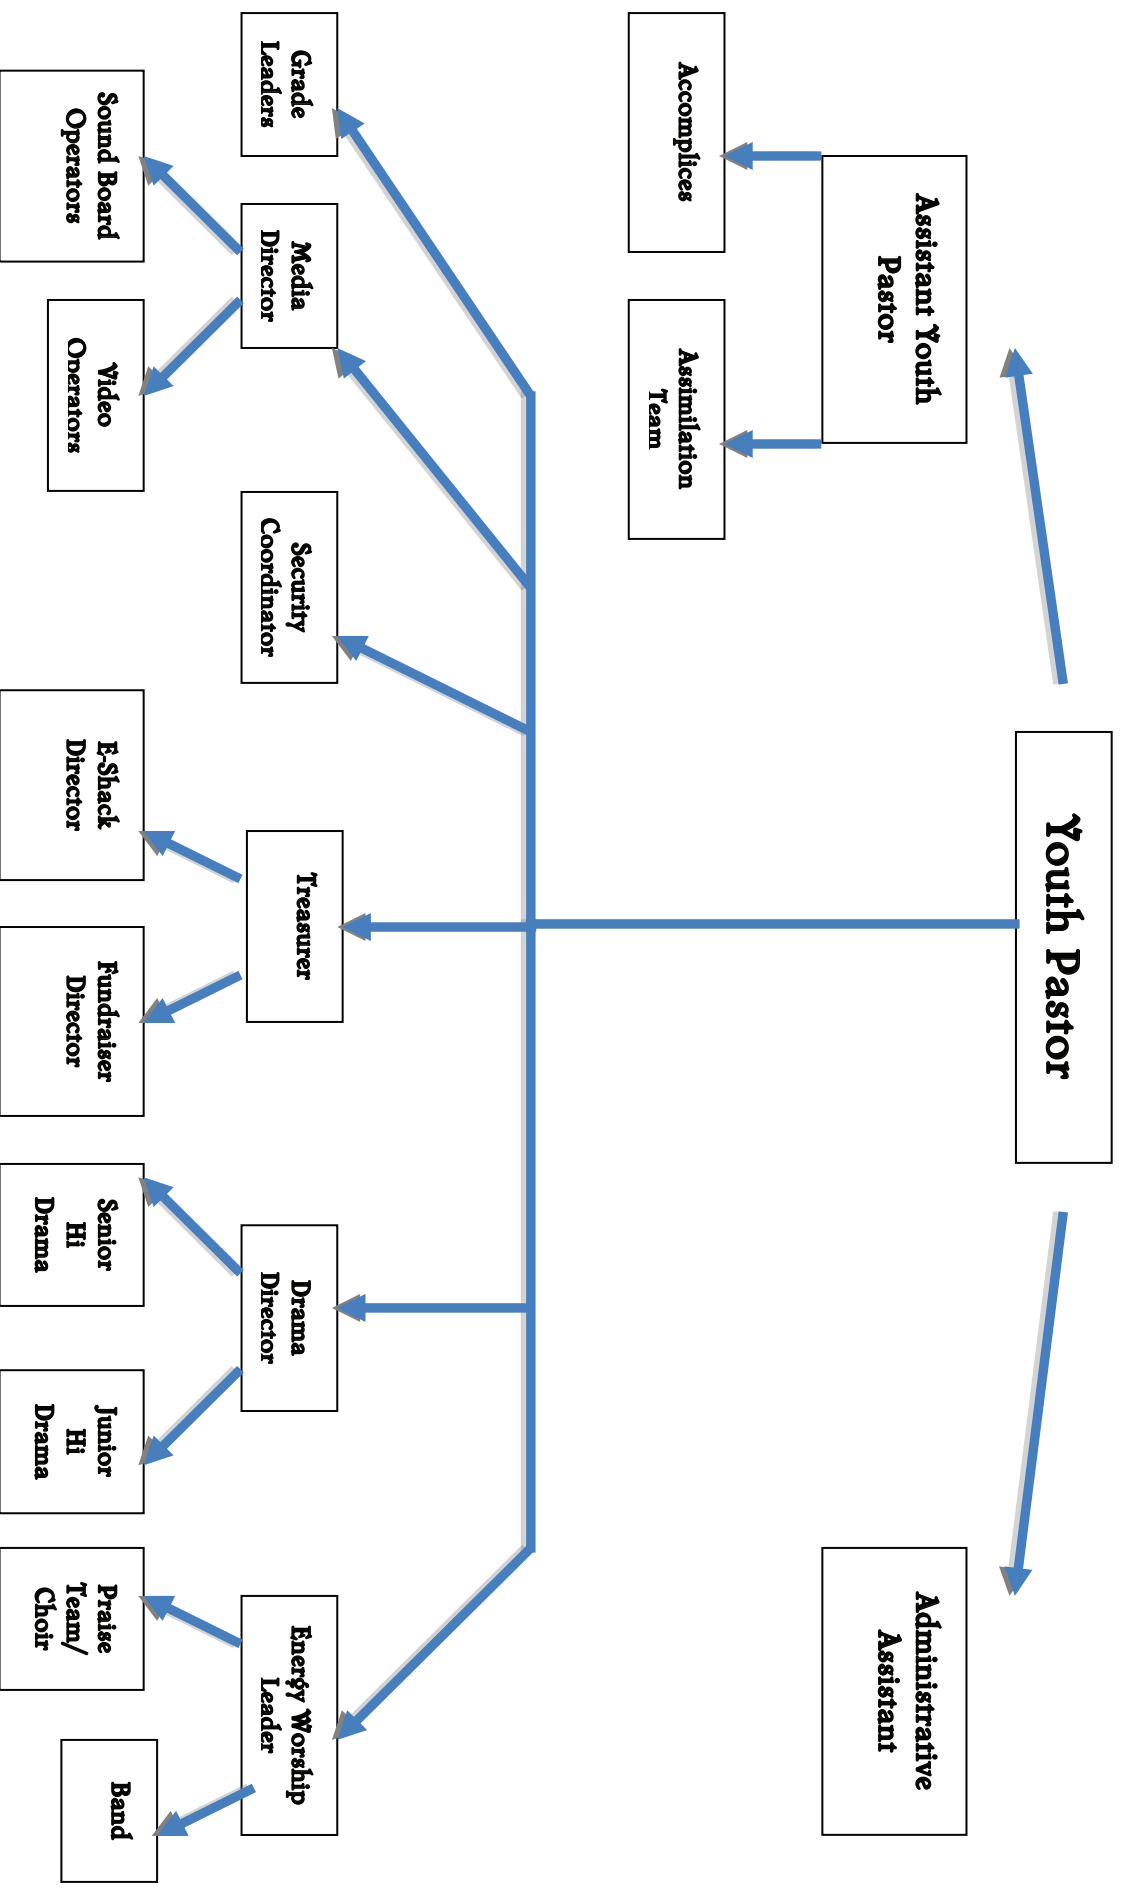 Youth Pastor
Assistant Youth
Pastor
Administrative
Assistant
Accomplices
Assimilation
Team
Grade
Leaders
Media
Director
Security
Coordinator
Treasurer
Drama
Director
Energy Worship
Leader
Sound Board
Operators
Video
Operators
E-Shack
Director
Fundraiser
Director
Senior
Hi
Drama
Junior
Hi
Drama
Praise
Team/
Choir
Band